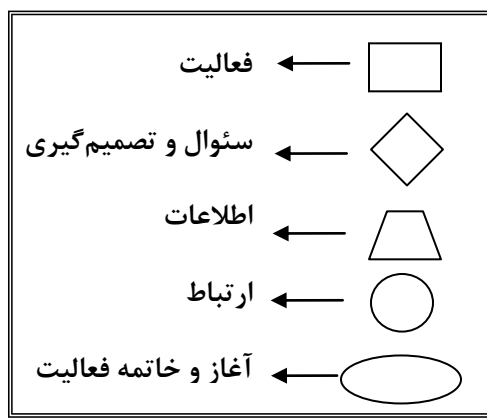 فعالیت
سئوال و تصمیم‌گیری
اطلاعات
ارتباط
آغاز و خاتمه فعالیت